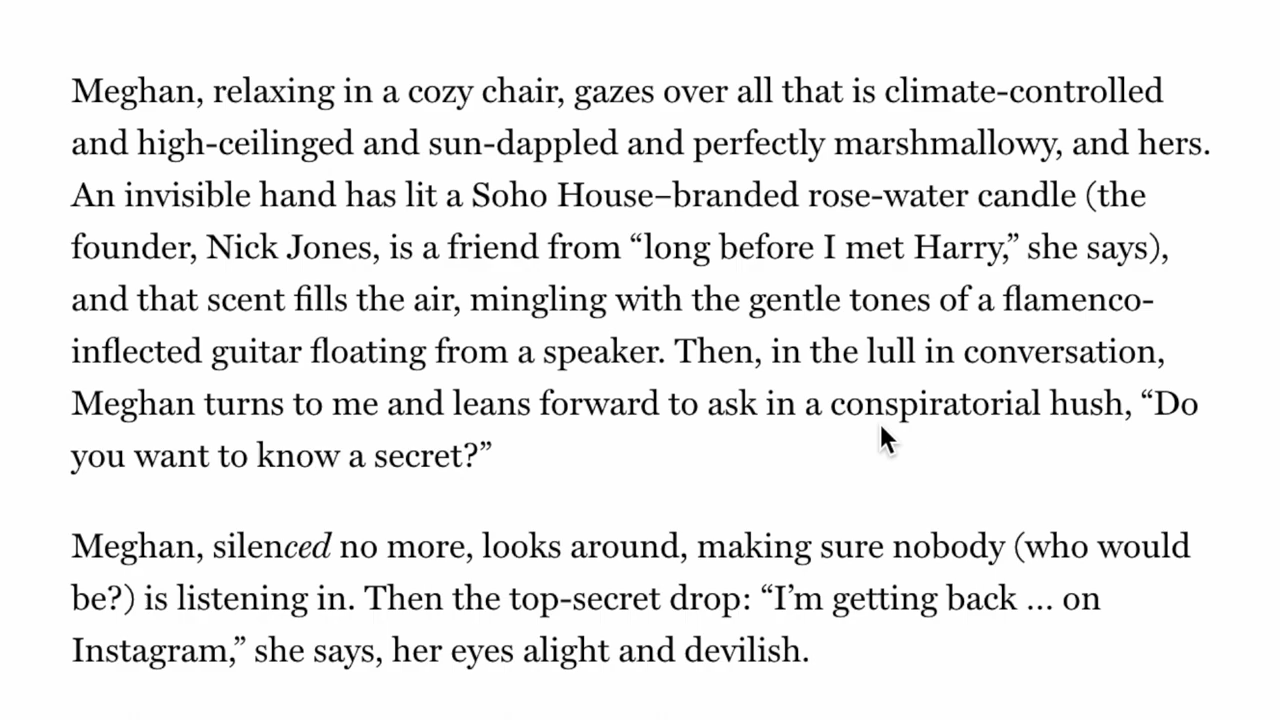 Meghan, relaxing in a cozy chair, gazes over all that is climate-controlled
and high-ceilinged and sun-dappled and perfectly marshmallowy, and hers.
An invisible hand has lit a Soho House–branded rose-water candle (the
founder, Nick Jones, is a friend from “long before I met Harry,” she says),
and that scent fills the air, mingling with the gentle tones of a flamenco-
inflected guitar floating from a speaker. Then, in the lull in conversation,
Meghan turns to me and leans forward to ask in a conspiratorial hush, “Do
you want to know a secret?”
Meghan, silenced no more, looks around, making sure nobody (who would
be?) is listening in. Then the top-secret drop: “I’m getting back … on
Instagram,” she says, her eyes alight and devilish.